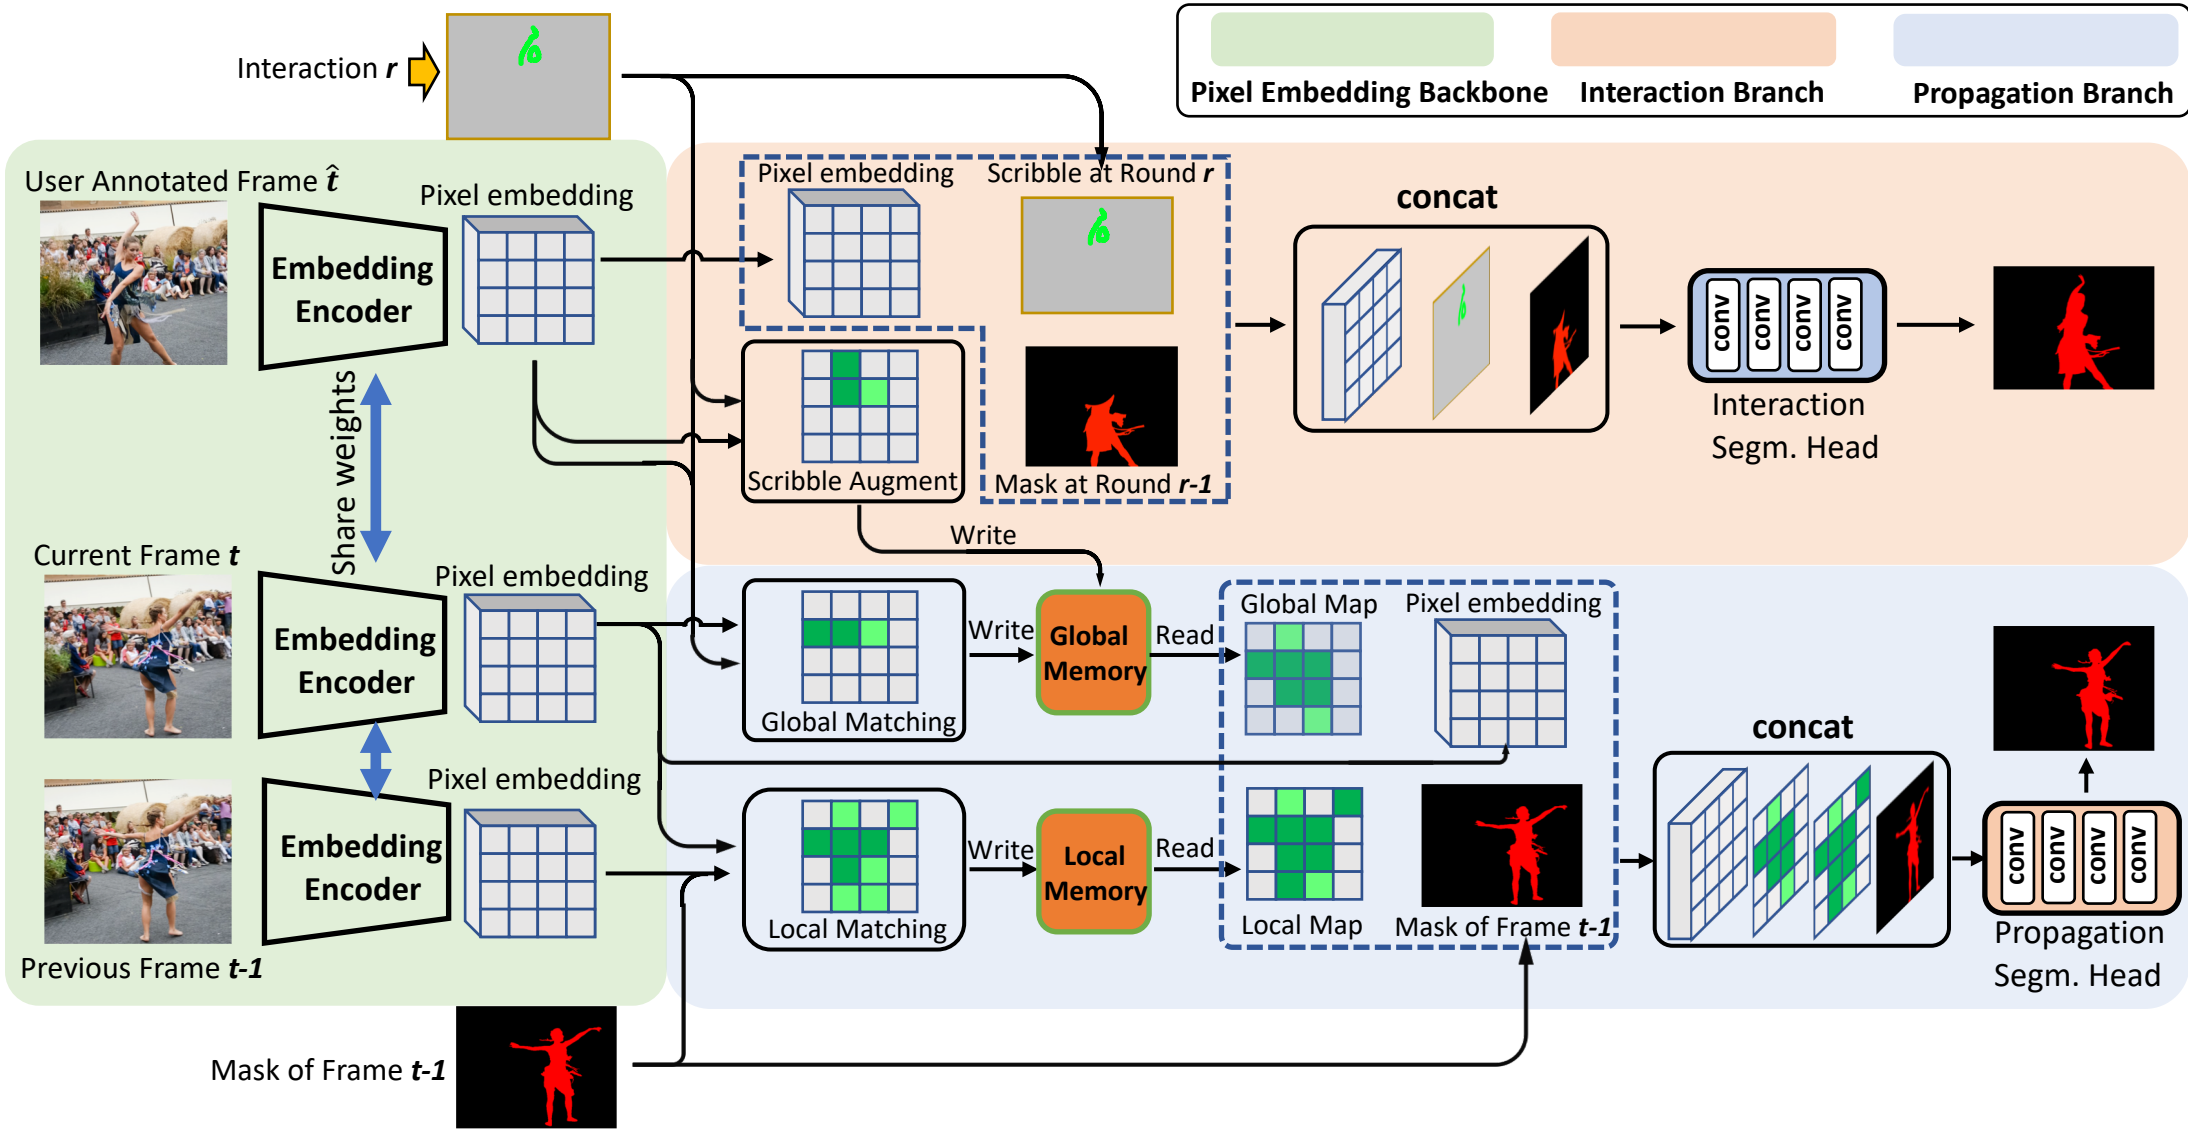 Interaction r
Pixel Embedding Backbone
Interaction Branch
Propagation Branch
User Annotated Frame t̂
Pixel embedding
Embedding
Encoder
Share weights
Current Frame t
Pixel embedding
Embedding
Encoder
Pixel embedding
Embedding
Encoder
Previous Frame t-1
Mask of Frame t-1
Pixel embedding
Scribble at Round r
Scribble Augment
Mask at Round r-1
concat
conv
conv
conv
conv
Interaction
Segm. Head
Write
Global Matching
Write
Global
Memory
Read
Global Map
Pixel embedding
Local Matching
Write
Local
Memory
Read
Local Map
Mask of Frame t-1
concat
conv
conv
conv
conv
Propagation
Segm. Head